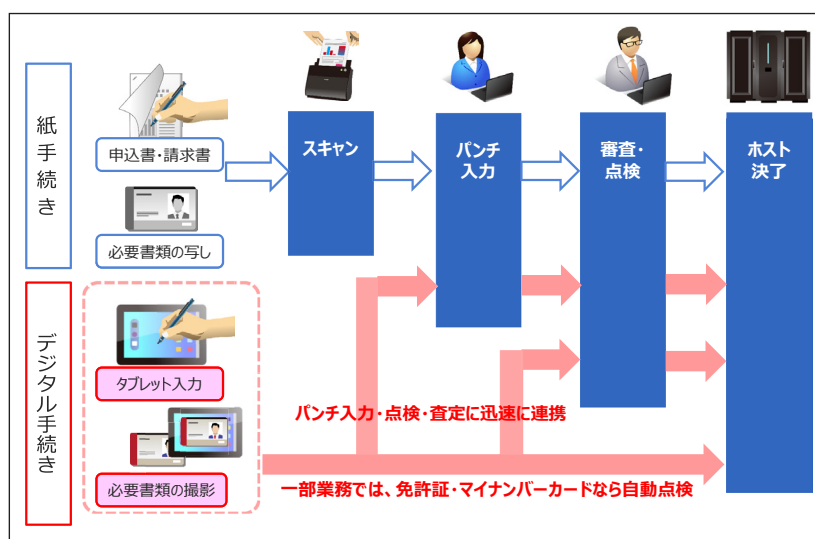 紙手続き
申込書・請求書
必要書類の写し
スキャン
パンチ
入力
審査・
点検
ホスト
決了
デジタル手続き
タブレット入力
必要書類の撮影
パンチ入力・点検・査定に迅速に連携
一部業務では、免許証・マイナンバーカードなら自動点検